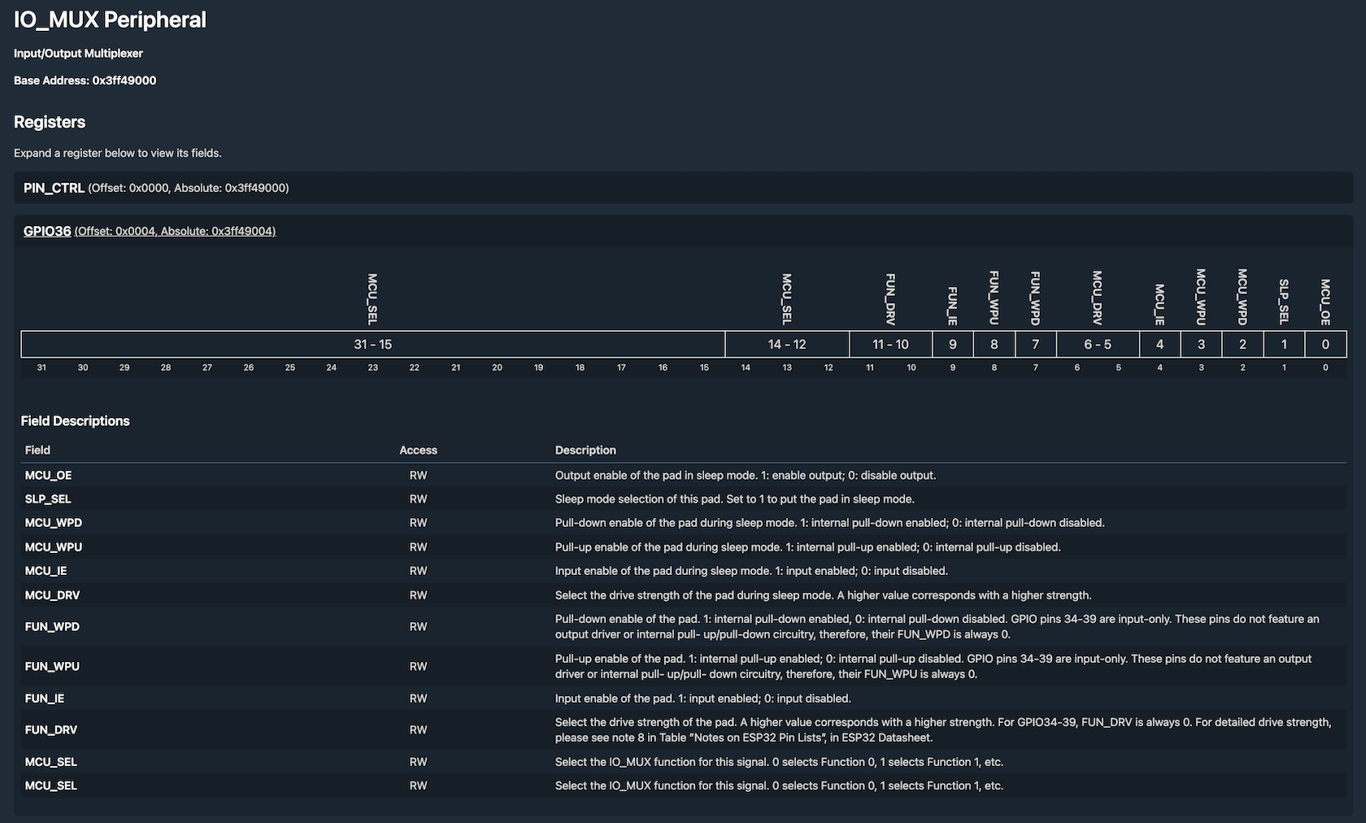 IO_MUX Peripheral
Input/Output Multiplexer
Base Address: 0x3ff49000
Registers
Expand a register below to view its fields.
PIN_CTRL (Offset: 0x0000, Absolute: 0x3ff49000)
GPIO36 (Offset: 0x0004, Absolute: 0x3ff49004)
MCU_SEL MCU_SEL FUN_DRV FUN_IE FUN_WPU FUN_WPD MCU_DRV MCU_IE MCU_WPU MCU_WPD SLP_SEL MCU_OE
31 - 15 14 - 12 11 - 10 9 8 7 6 - 5 4 3 2 1 0
31 30 29 28 27 26 25 24 23 22 21 20 19 18 17 16 15 14 13 12 11 10 9 8 7 6 5 4 3 2 1 0
Field Descriptions
Field Access Description
MCU_OE RW Output enable of the pad in sleep mode. 1: enable output; 0: disable output.
SLP_SEL RW Sleep mode selection of this pad. Set to 1 to put the pad in sleep mode.
MCU_WPD RW Pull-down enable of the pad during sleep mode. 1: internal pull-down enabled; 0: internal pull-down disabled.
MCU_WPU RW Pull-up enable of the pad during sleep mode. 1: internal pull-up enabled; 0: internal pull-up disabled.
MCU_IE RW Input enable of the pad during sleep mode. 1: input enabled; 0: input disabled.
MCU_DRV RW Select the drive strength of the pad during sleep mode. A higher value corresponds with a higher strength.
FUN_WPD RW Pull-down enable of the pad. 1: internal pull-down enabled, 0: internal pull-down disabled. GPIO pins 34-39 are input-only. These pins do not feature an
output driver or internal pull- up/pull-down circuitry, therefore, their FUN_WPD is always 0.
FUN_WPU RW Pull-up enable of the pad. 1: internal pull-up enabled; 0: internal pull-up disabled. GPIO pins 34-39 are input-only. These pins do not feature an output
driver or internal pull- up/pull- down circuitry, therefore, their FUN_WPU is always 0.
FUN_IE RW Input enable of the pad. 1: input enabled; 0: input disabled.
FUN_DRV RW Select the drive strength of the pad. A higher value corresponds with a higher strength. For GPIO34-39, FUN_DRV is always 0. For detailed drive strength,
please see note 8 in Table "Notes on ESP32 Pin Lists", in ESP32 Datasheet.
MCU_SEL RW Select the IO_MUX function for this signal. 0 selects Function 0, 1 selects Function 1, etc.
MCU_SEL RW Select the IO_MUX function for this signal. 0 selects Function 0, 1 selects Function 1, etc.